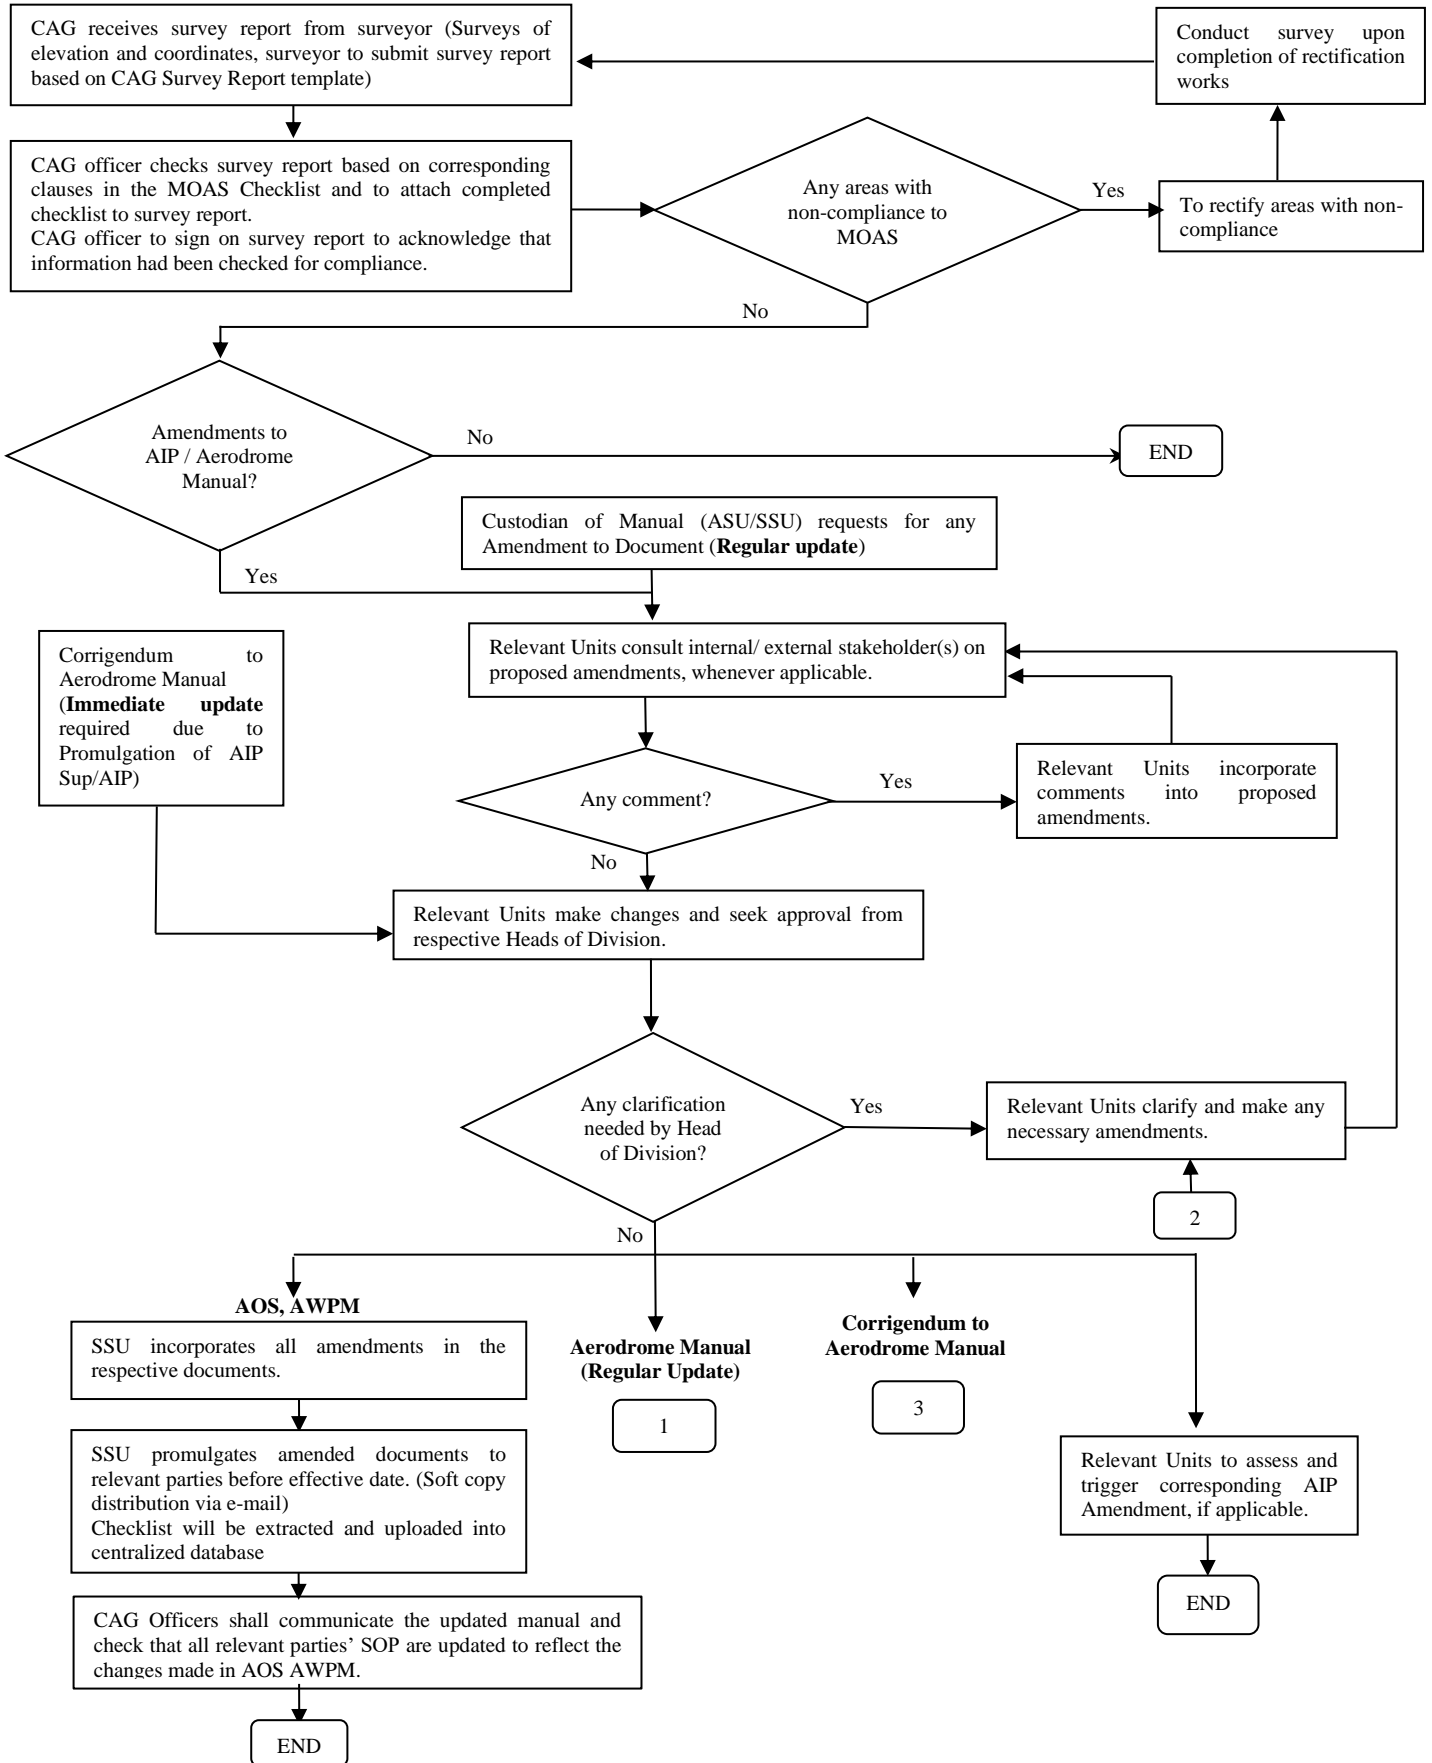 CAG receives survey report from surveyor (Surveys of
elevation and coordinates, surveyor to submit survey report
based on CAG Survey Report template)
Conduct survey upon
completion of rectification
works
CAG officer checks survey report based on corresponding
clauses in the MOAS Checklist and to attach completed
checklist to survey report.
CAG officer to sign on survey report to acknowledge that
information had been checked for compliance.
Any areas with
non-compliance to
MOAS
Yes
To rectify areas with non-
compliance
No
Amendments to
AIP / Aerodrome
Manual?
No
END
Custodian of Manual (ASU/SSU) requests for any
Amendment to Document (Regular update)
Yes
Relevant Units consult internal/ external stakeholder(s) on
proposed amendments, whenever applicable.
Corrigendum to
Aerodrome Manual
(Immediate update
required due to
Promulgation of AIP
Sup/AIP)
Any comment?
Yes
Relevant Units incorporate
comments into proposed
amendments.
No
Relevant Units make changes and seek approval from
respective Heads of Division.
Any clarification
needed by Head
of Division?
Yes
Relevant Units clarify and make any
necessary amendments.
2
No
AOS, AWPM
SSU incorporates all amendments in the
respective documents.
Aerodrome Manual
(Regular Update)
1
Corrigendum to
Aerodrome Manual
3
SSU promulgates amended documents to
relevant parties before effective date. (Soft copy
distribution via e-mail)
Checklist will be extracted and uploaded into
centralized database
Relevant Units to assess and
trigger corresponding AIP
Amendment, if applicable.
END
CAG Officers shall communicate the updated manual and
check that all relevant parties’ SOP are updated to reflect the
changes made in AOS AWPM.
END